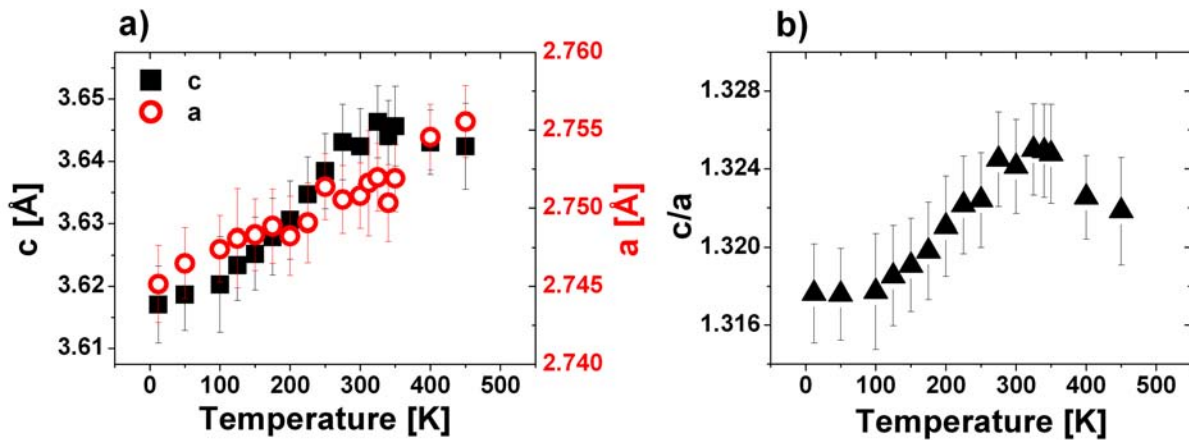 a)
c
a
3.65
3.64
3.63
3.62
3.61
c [Å]
2.760
2.755
2.750
2.745
2.740
a [Å]
0 100 200 300 400 500
Temperature [K]
b)
1.328
1.324
1.320
1.316
c/a
0 100 200 300 400 500
Temperature [K]